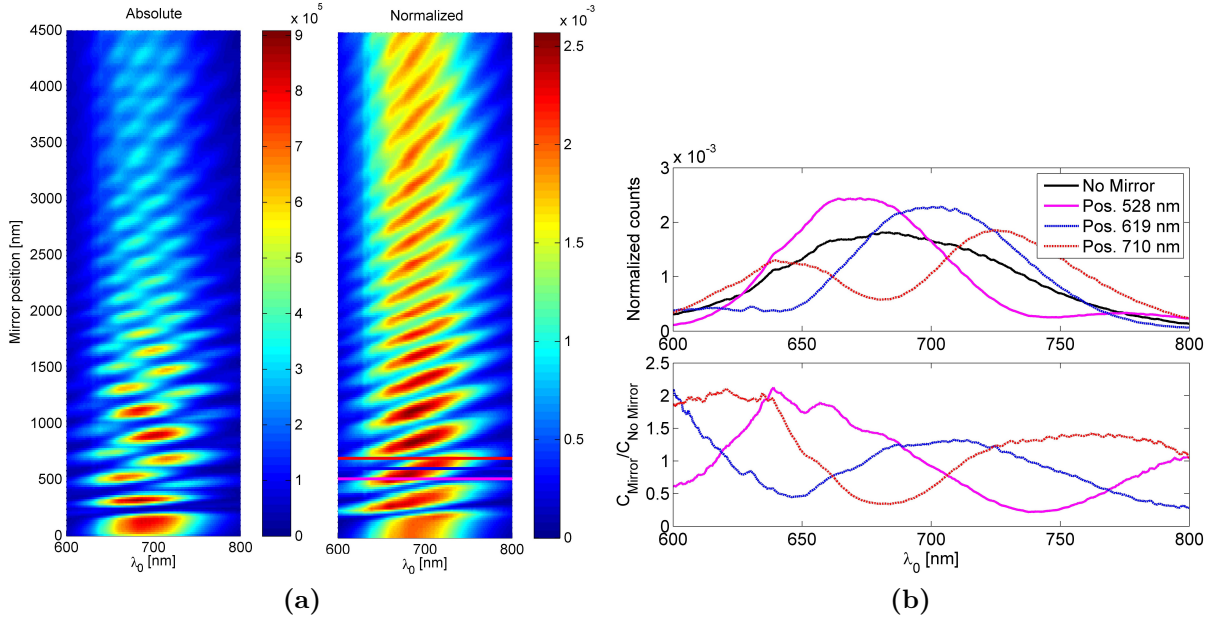 Absolute
Normalized
x 10^5
x 10^-3
Mirror position [nm]
4500
4000
3500
3000
2500
2000
1500
1000
500
0
600 700 800
λ0 [nm]
9
8
7
6
5
4
3
2
1
0
600 700 800
λ0 [nm]
2.5
2
1.5
1
0.5
0
(a)
x 10^-3
Normalized counts
3
2
1
0
600 650 700 750 800
No Mirror
Pos. 528 nm
Pos. 619 nm
Pos. 710 nm
C_Mirror/C_No Mirror
2.5
2
1.5
1
0.5
0
600 650 700 750 800
λ0 [nm]
(b)